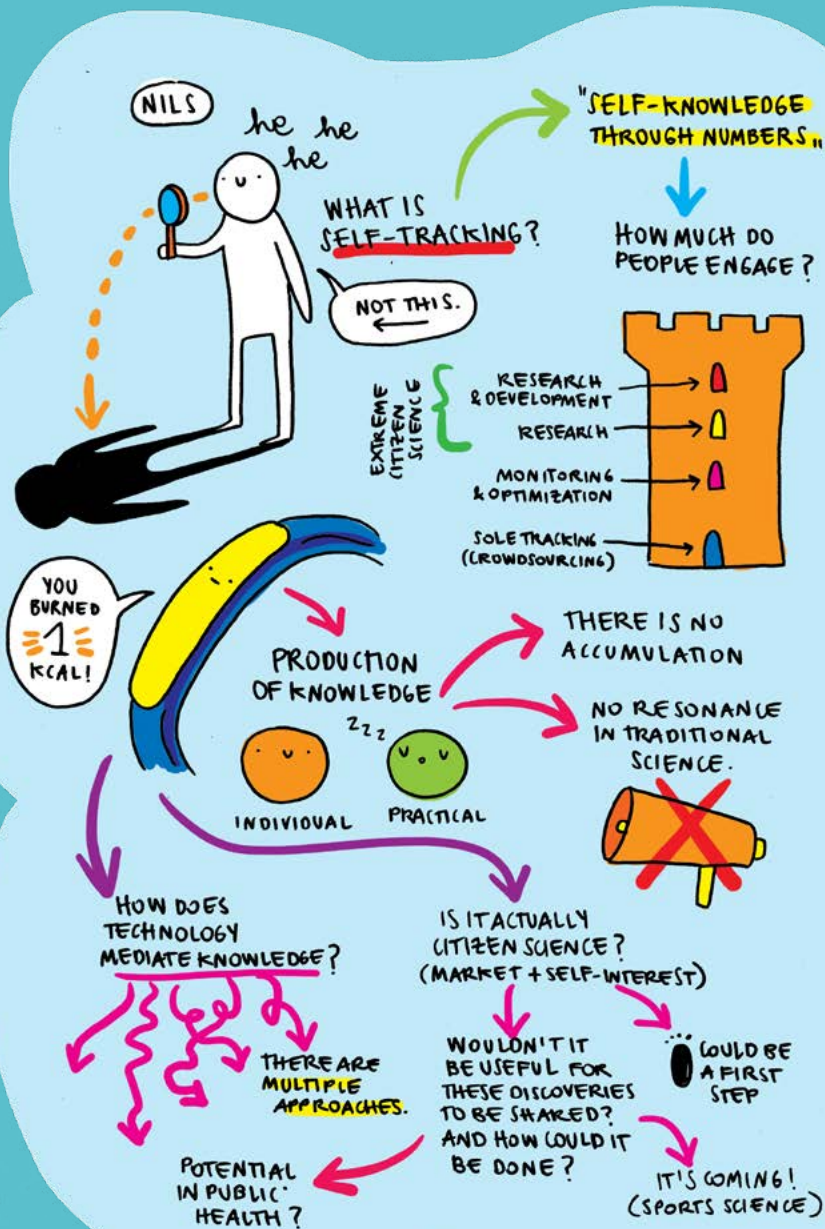 NILS
he he
he
WHAT IS
SELF-TRACKING?
NOT THIS.
"SELF-KNOWLEDGE
THROUGH NUMBERS"
HOW MUCH DO
PEOPLE ENGAGE?
EXTREME
CITIZEN
SCIENCE
RESEARCH
& DEVELOPMENT
RESEARCH
MONITORING
& OPTIMIZATION
SOLE TRACKING
(CROWDSOURCING)
YOU
BURNED
1
KCAL!
PRODUCTION
OF KNOWLEDGE
zzz
INDIVIDUAL
PRACTICAL
THERE IS NO
ACCUMULATION
NO RESONANCE
IN TRADITIONAL
SCIENCE.
HOW DOES
TECHNOLOGY
MEDIATE KNOWLEDGE?
THERE ARE
MULTIPLE
APPROACHES.
IS IT ACTUALLY
CITIZEN SCIENCE?
(MARKET + SELF-INTEREST)
WOULDN'T IT
BE USEFUL FOR
THESE DISCOVERIES
TO BE SHARED?
AND HOW COULD IT
BE DONE?
COULD BE
A FIRST
STEP
POTENTIAL
IN PUBLIC
HEALTH?
IT'S COMING!
(SPORTS SCIENCE)